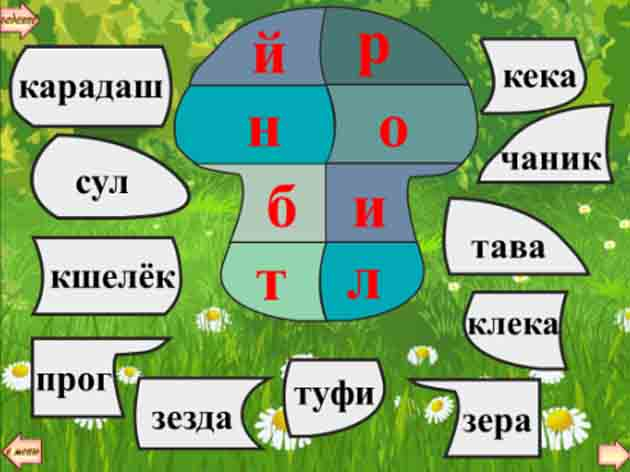 й р
карадаш
кека
н о
чаник
сул
б и
тава
кшелёк
т л
клека
прог
туфи
зезда
зера